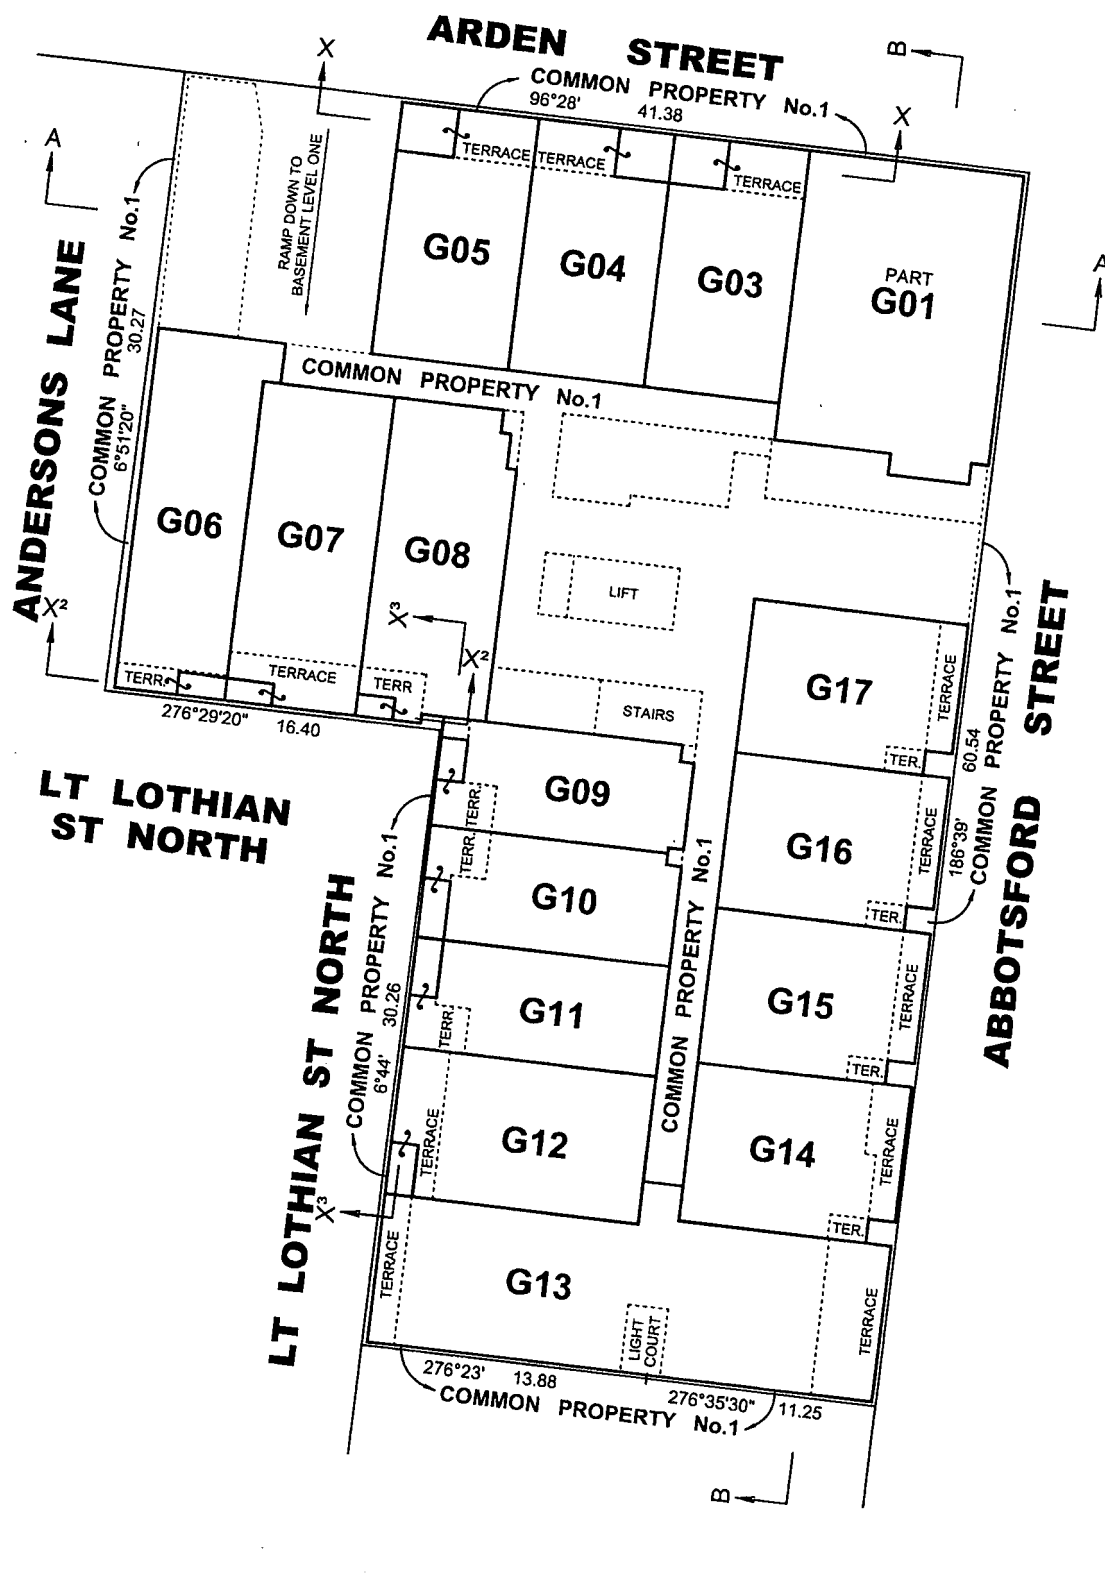 ARDEN STREET
COMMON PROPERTY No.1
96°28' 41.38
X
B
X
A
A
TERRACE
TERRACE
TERRACE
RAMP DOWN TO
BASEMENT LEVEL ONE
G05
G04
G03
PART
G01
ANDERSONS LANE
COMMON PROPERTY No.1
6°51'20" 30.27
COMMON PROPERTY No.1
G06
G07
G08
X³
X²
X²
LIFT
TERR.
TERRACE
TERR
STAIRS
276°29'20" 16.40
LT LOTHIAN
ST NORTH
G17
TERRACE
TER.
ABBOTSFORD STREET
COMMON PROPERTY No.1
186°39' 60.54
G09
TERR.
G16
TERRACE
TER.
TERR.
G10
COMMON PROPERTY No.1
LT LOTHIAN ST NORTH
COMMON PROPERTY No.1
6°44' 30.26
G11
TERR.
G15
TERRACE
TER.
G12
TERRACE
G14
TERRACE
TER.
X³
G13
TERRACE
LIGHT
COURT
TERRACE
276°23' 13.88
276°35'30" 11.25
COMMON PROPERTY No.1
B